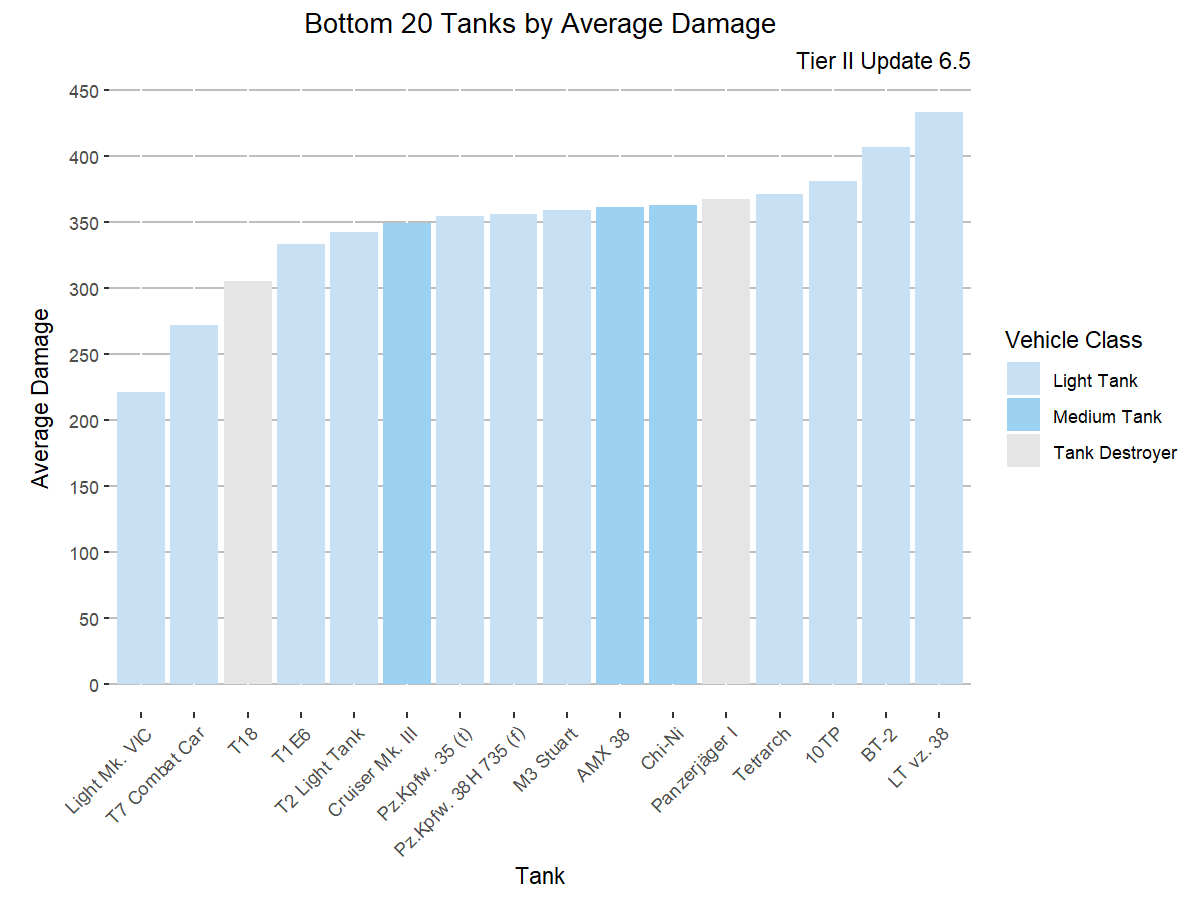 Bottom 20 Tanks by Average Damage
Tier II Update 6.5
450
400
350
300
250
200
150
100
50
0
Average Damage
Light Mk. VIC
T7 Combat Car
T18
T1E6
T2 Light Tank
Cruiser Mk. III
Pz.Kpfw. 35 (t)
Pz.Kpfw. 38H 735 (f)
M3 Stuart
AMX 38
Chi-Ni
Panzerjäger I
Tetrarch
10TP
BT-2
LT vz. 38
Tank
Vehicle Class
Light Tank
Medium Tank
Tank Destroyer